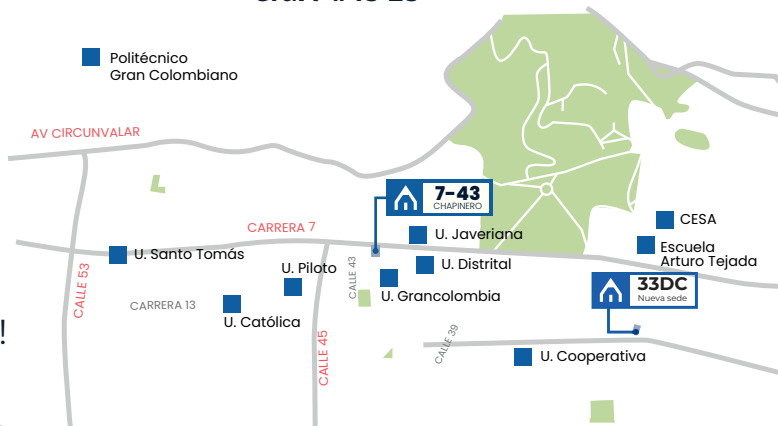 Politécnico
Gran Colombiano
AV CIRCUNVALAR
7-43
CHAPINERO
CARRERA 7
U. Javeriana
CESA
U. Santo Tomás
Escuela
Arturo Tejada
U. Piloto
U. Distrital
CALLE 53
CALLE 43
33DC
Nueva sede
U. Grancolombia
CARRERA 13
U. Católica
!
CALLE 45
CALLE 39
U. Cooperativa